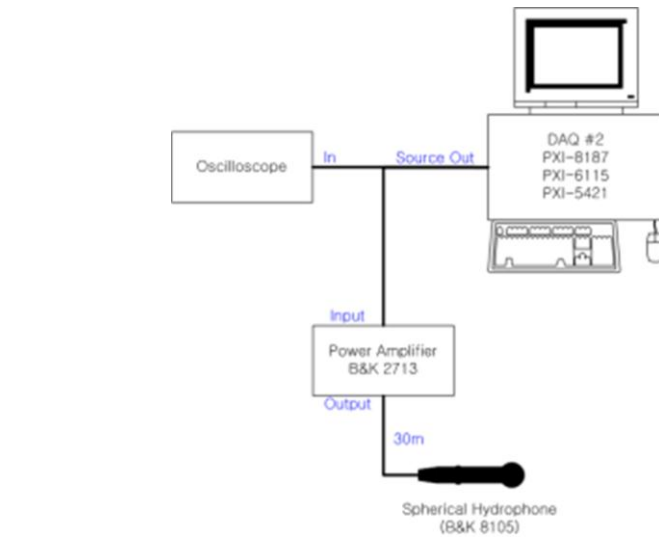 DAQ #2
PXI-8187
PXI-6115
PXI-5421
Oscilloscope
In
Source Out
Input
Power Amplifier
B&K 2713
Output
30m
Spherical Hydrophone
(B&K 8105)